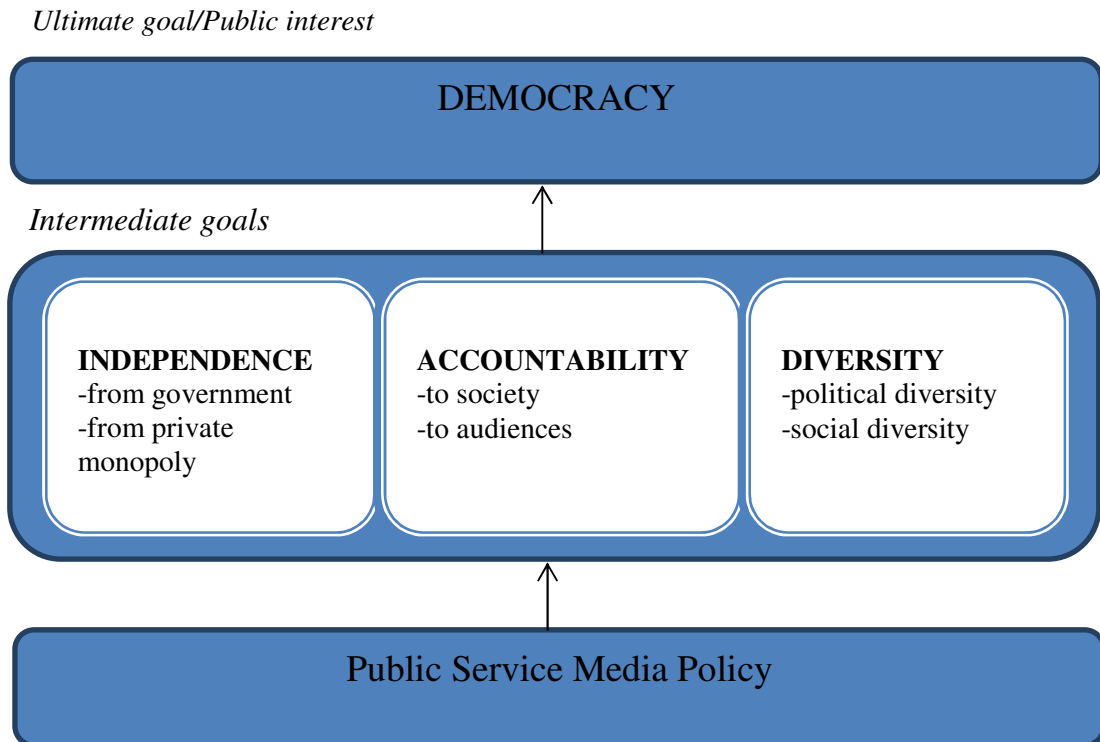 Ultimate goal/Public interest
DEMOCRACY
Intermediate goals
INDEPENDENCE
-from government
-from private
monopoly
ACCOUNTABILITY
-to society
-to audiences
DIVERSITY
-political diversity
-social diversity
Public Service Media Policy